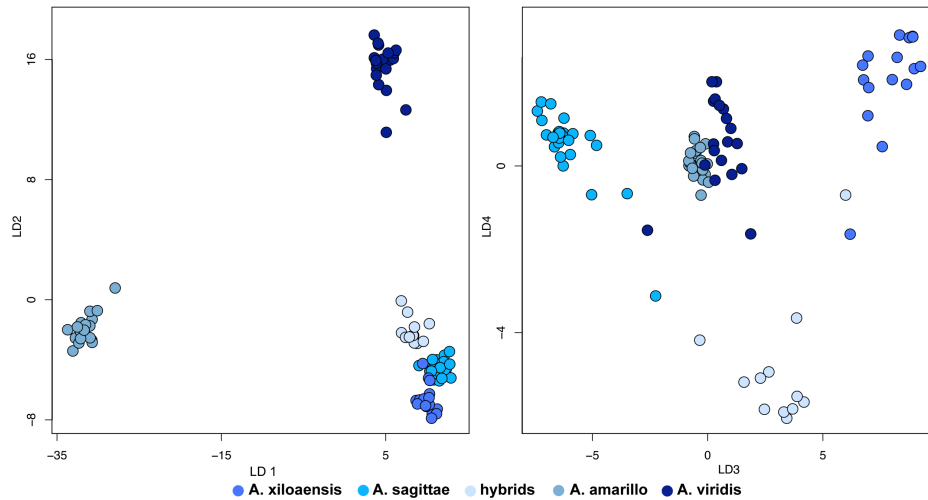 16
8
0
-8
LD2
-35
-15
5
LD 1
0
-4
LD4
-5
0
5
LD3
A. xiloaensis
A. sagittae
hybrids
A. amarillo
A. viridis